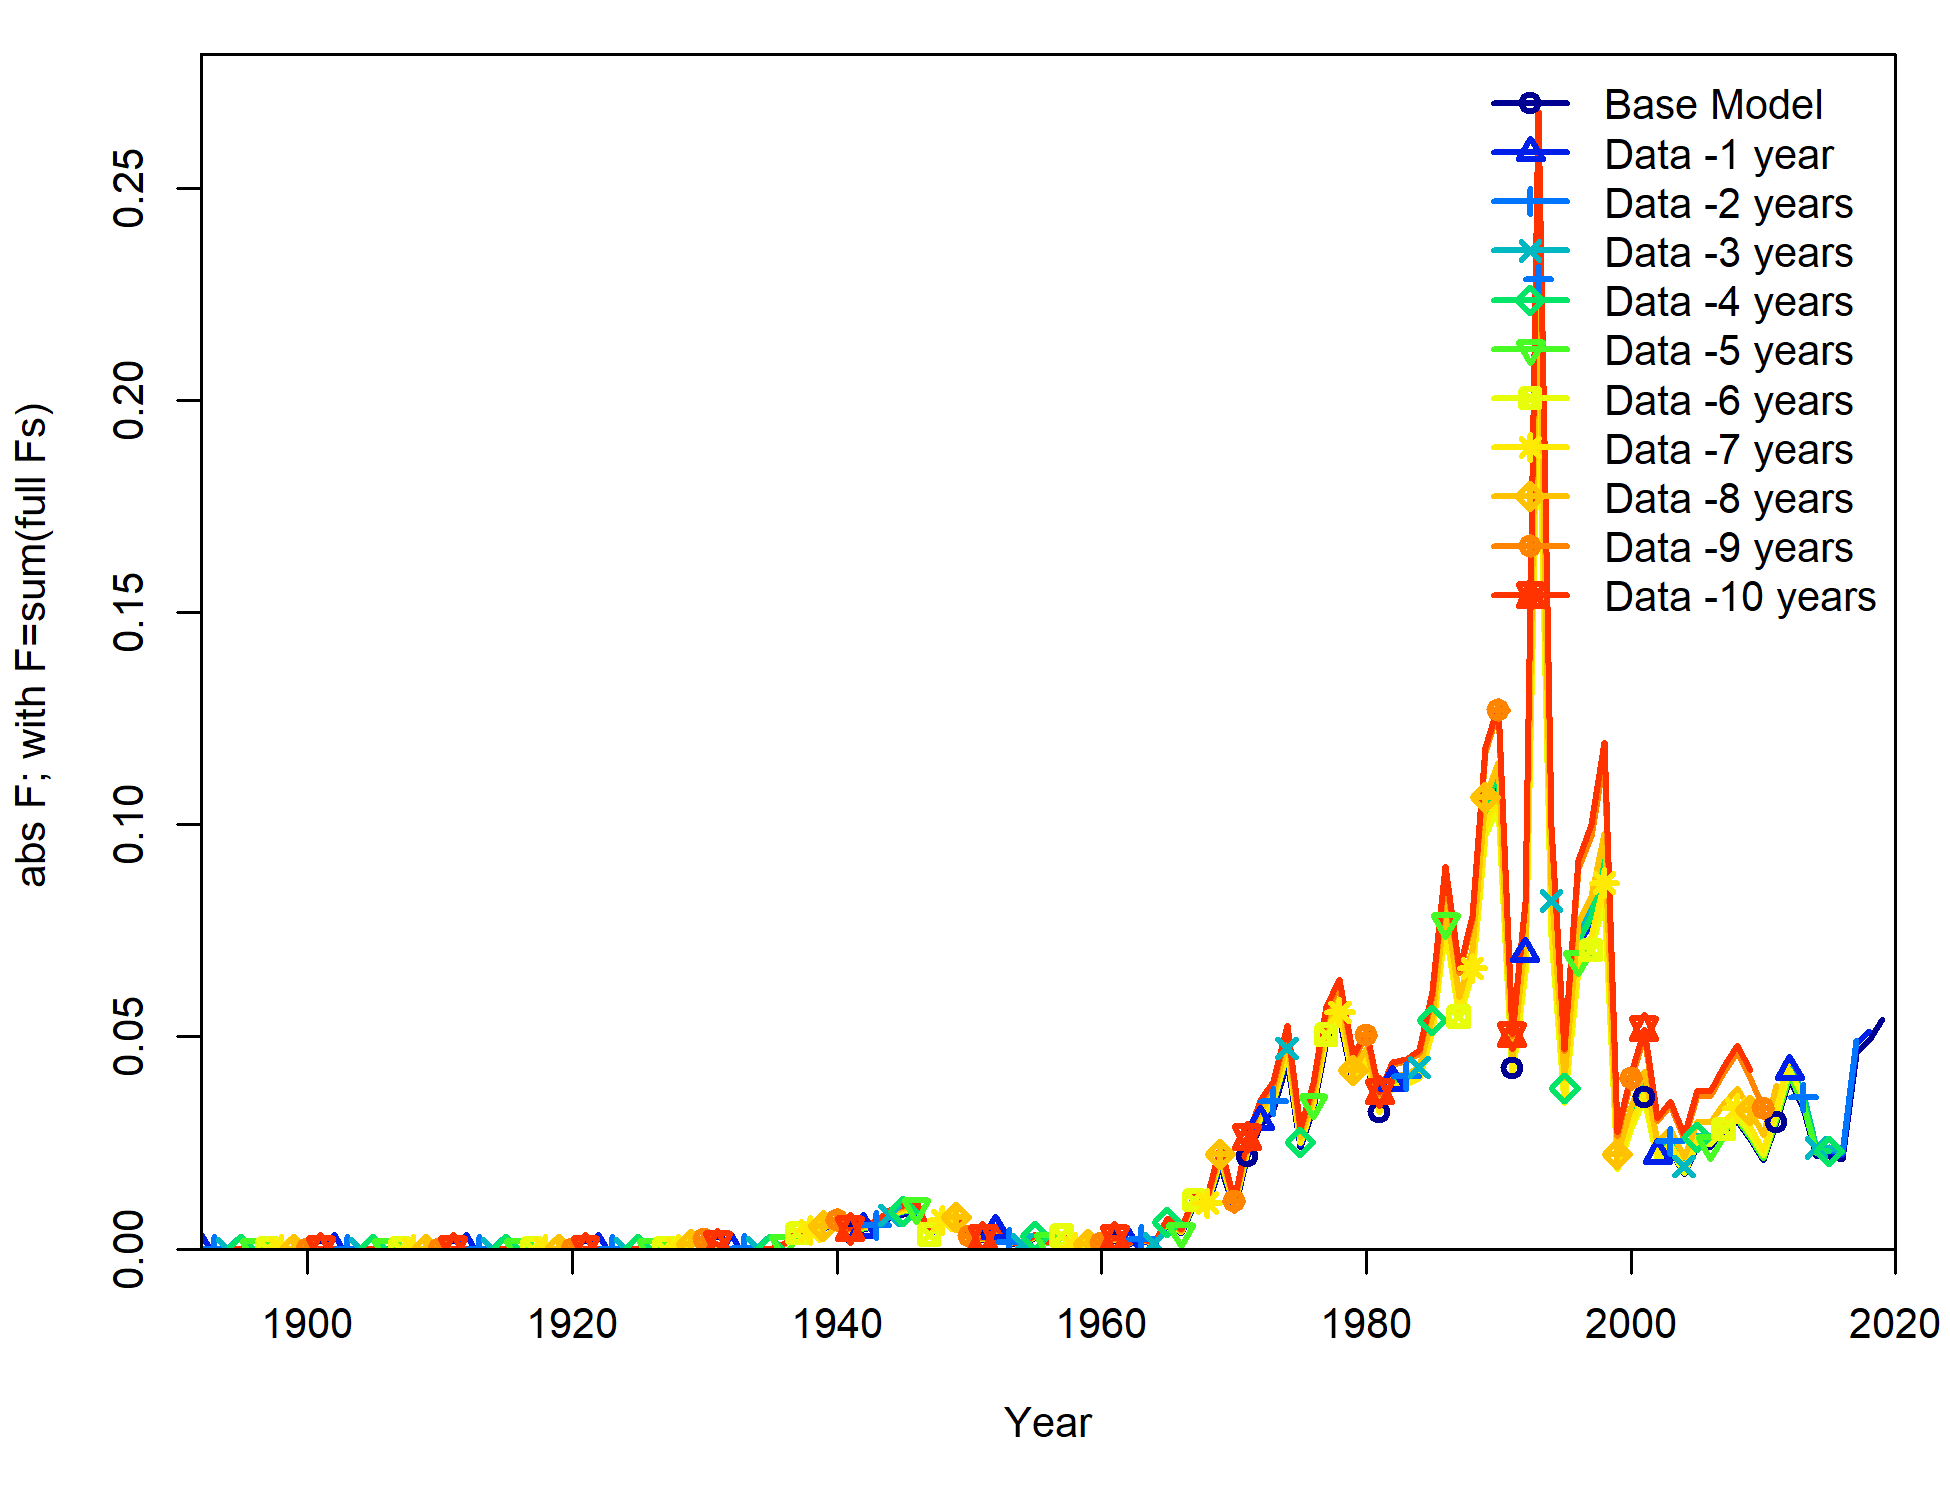 Base Model
Data -1 year
Data -2 years
Data -3 years
Data -4 years
Data -5 years
Data -6 years
Data -7 years
Data -8 years
Data -9 years
Data -10 years
abs F; with F=sum(full Fs)
0.25
0.20
0.15
0.10
0.05
0.00
1900 1920 1940 1960 1980 2000 2020
Year